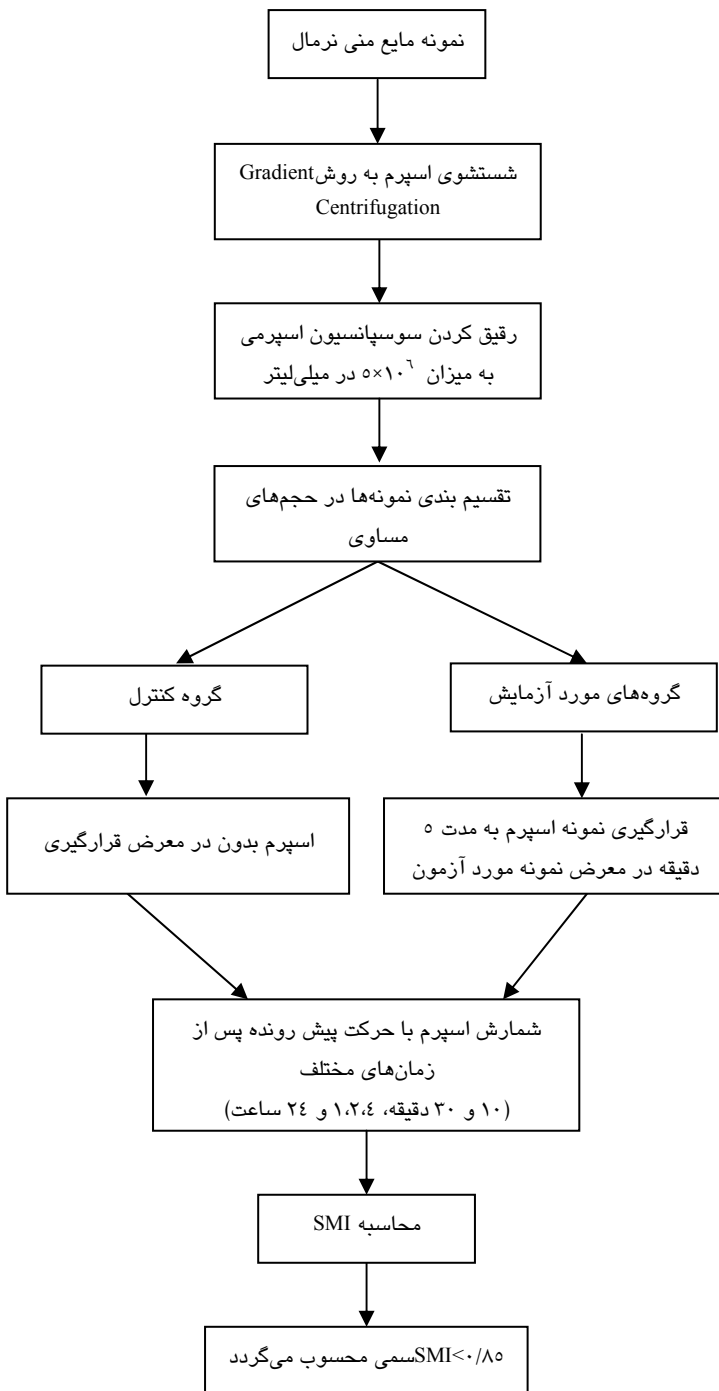 نمونه مایع منی نرمال
شستشوی اسپرم به روشGradient
Centrifugation
رقیق کردن سوسپانسیون اسپرمی
به میزان ۵×۱۰^۶ در میلی‌لیتر
تقسیم بندی نمونه‌ها در حجم‌های
مساوی
گروه‌های مورد آزمایش
گروه کنترل
قرارگیری نمونه اسپرم به مدت ۵
دقیقه در معرض نمونه مورد آزمون
اسپرم بدون در معرض قرارگیری
شمارش اسپرم با حرکت پیش رونده پس از
زمان‌های مختلف
(۱۰ و ۳۰ دقیقه، ۱،۲،٤ و ۲٤ ساعت)
محاسبه SMI
SMI<۰/۸۵سمی محسوب می‌گردد